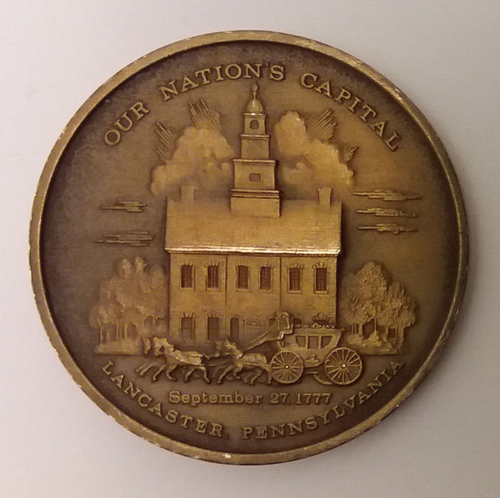 OUR NATION'S CAPITAL
September 27 1777
LANCASTER PENNSYLVANIA